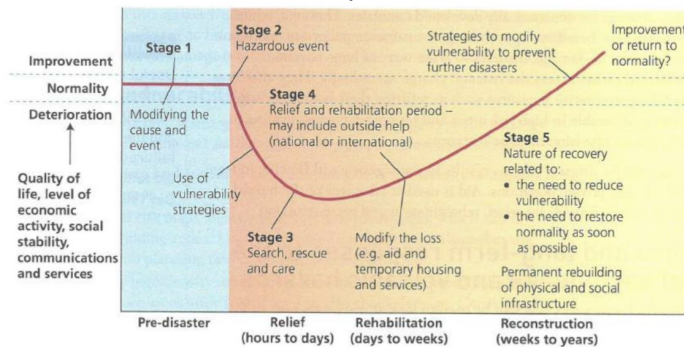 Improvement
Normality
Deterioration
Quality of
life, level of
economic
activity, social
stability,
communications
and services
Stage 1
Modifying the
cause and
event
Stage 2
Hazardous event
Use of
vulnerability
strategies
Stage 3
Search, rescue
and care
Stage 4
Relief and rehabilitation period –
may include outside help
(national or international)
Modify the loss
(e.g. aid and
temporary housing
and services)
Strategies to modify
vulnerability to prevent
further disasters
Improvement
or return to
normality?
Stage 5
Nature of recovery
related to:
• the need to reduce
vulnerability
• the need to restore
normality as soon
as possible
Permanent rebuilding
of physical and social
infrastructure
Pre-disaster
Relief
(hours to days)
Rehabilitation
(days to weeks)
Reconstruction
(weeks to years)